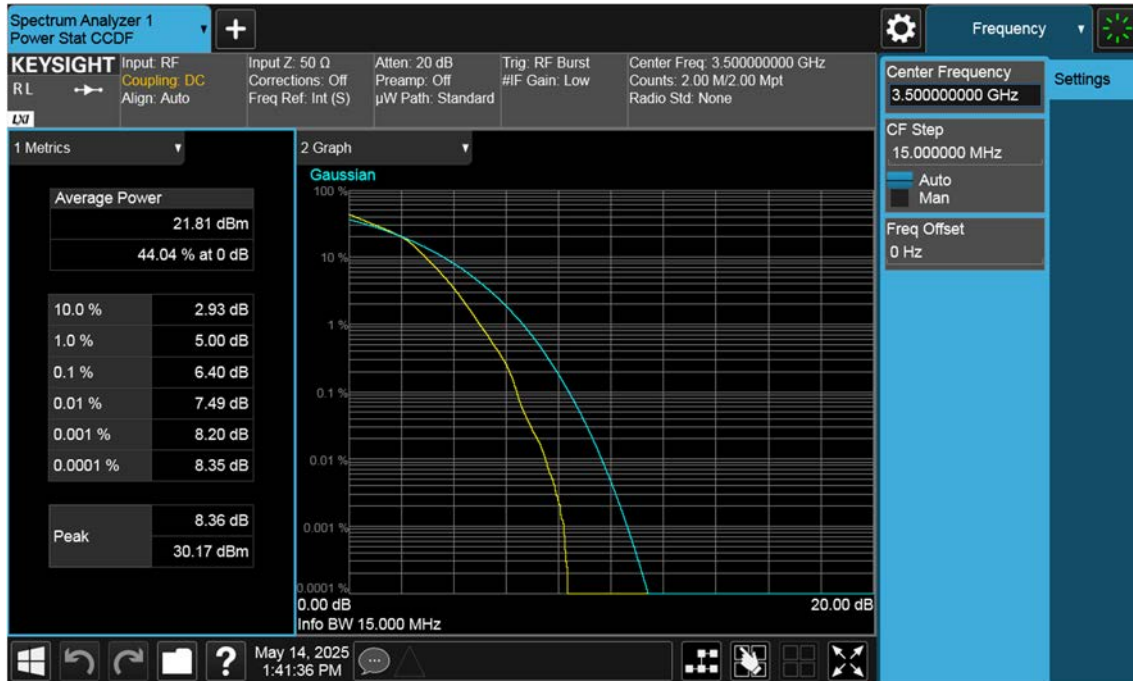 Spectrum Analyzer 1
Power Stat CCDF
Frequency
KEYSIGHT
RL
LXI
Input: RF
Coupling: DC
Align: Auto
Input Z: 50 Ω
Corrections: Off
Freq Ref: Int (S)
Atten: 20 dB
Preamp: Off
µW Path: Standard
Trig: RF Burst
#IF Gain: Low
Center Freq: 3.500000000 GHz
Counts: 2.00 M/2.00 Mpt
Radio Std: None
Center Frequency
3.500000000 GHz
Settings
CF Step
15.000000 MHz
Auto
Man
Freq Offset
0 Hz
1 Metrics
Average Power
21.81 dBm
44.04 % at 0 dB
10.0 % 2.93 dB
1.0 % 5.00 dB
0.1 % 6.40 dB
0.01 % 7.49 dB
0.001 % 8.20 dB
0.0001 % 8.35 dB
Peak
8.36 dB
30.17 dBm
2 Graph
Gaussian
100 %
10 %
1 %
0.1 %
0.01 %
0.001 %
0.0001 %
0.00 dB 20.00 dB
Info BW 15.000 MHz
?
May 14, 2025
1:41:36 PM